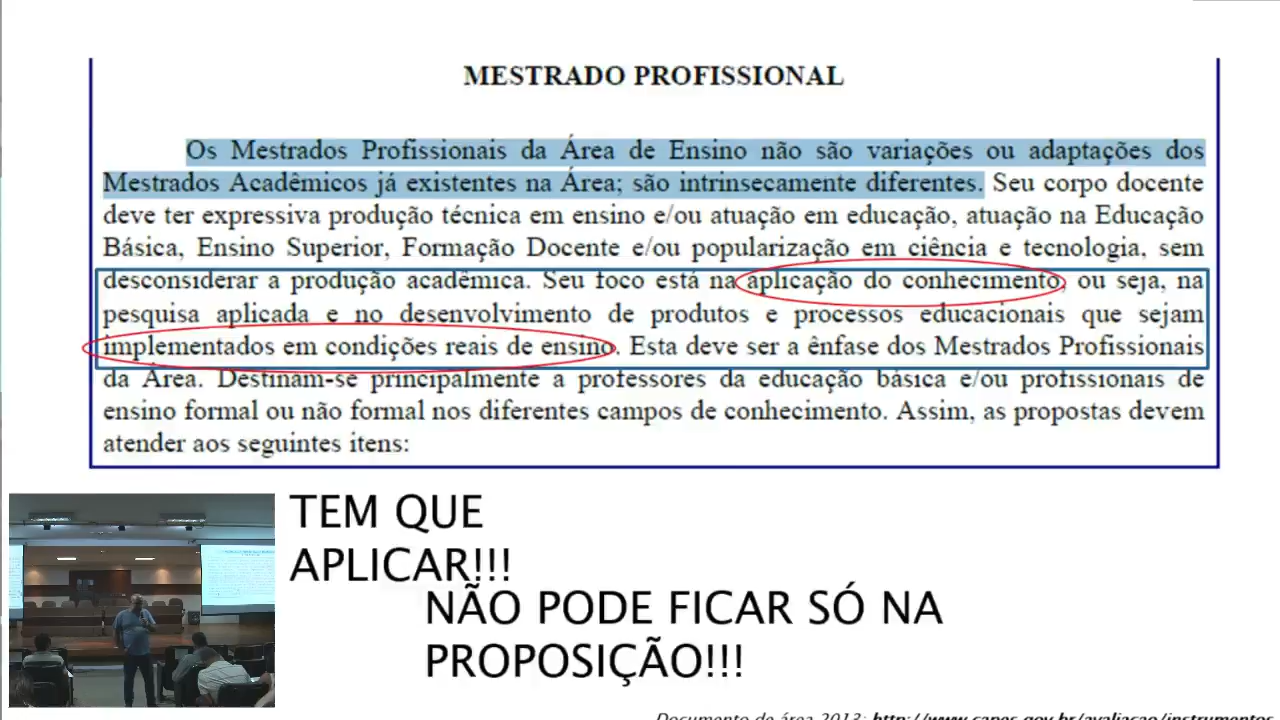 MESTRADO PROFISSIONAL
Os Mestrados Profissionais da Área de Ensino não são variações ou adaptações dos
Mestrados Acadêmicos já existentes na Área; são intrinsecamente diferentes. Seu corpo docente
deve ter expressiva produção técnica em ensino e/ou atuação em educação, atuação na Educação
Básica, Ensino Superior, Formação Docente e/ou popularização em ciência e tecnologia, sem
desconsiderar a produção acadêmica. Seu foco está na aplicação do conhecimento, ou seja, na
pesquisa aplicada e no desenvolvimento de produtos e processos educacionais que sejam
implementados em condições reais de ensino. Esta deve ser a ênfase dos Mestrados Profissionais
da Área. Destinam-se principalmente a professores da educação básica e/ou profissionais de
ensino formal ou não formal nos diferentes campos de conhecimento. Assim, as propostas devem
atender aos seguintes itens:
TEM QUE
APLICAR!!!
NÃO PODE FICAR SÓ NA
PROPOSIÇÃO!!!
Documento de área 2013: http://www.capes.gov.br/avaliacao/instrumentos